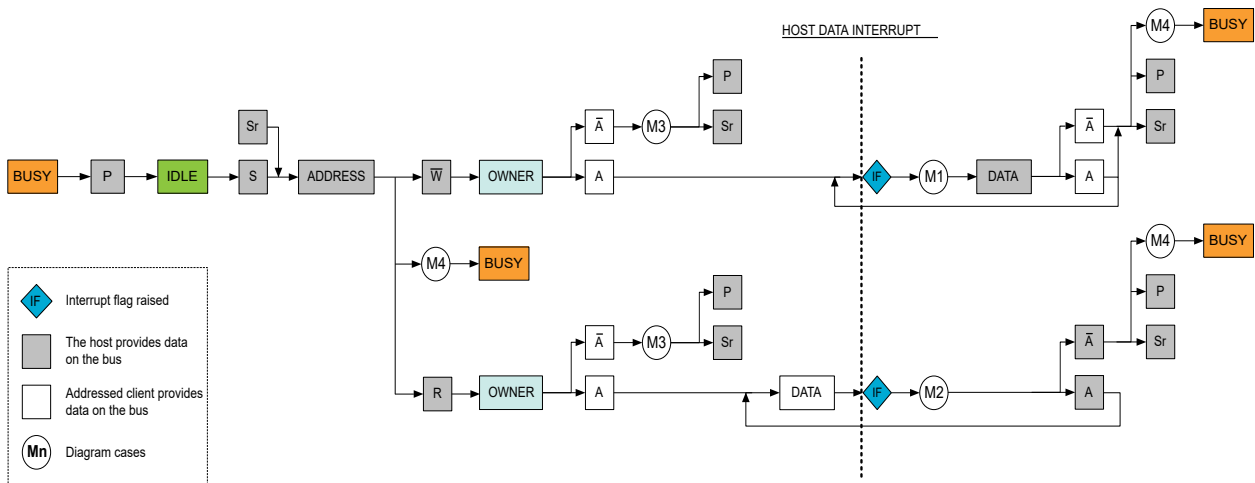 HOST DATA INTERRUPT
M4
BUSY
P
P
Sr
A̅
M3
Sr
A̅
Sr
BUSY
P
IDLE
S
ADDRESS
W̅
OWNER
A
IF
M1
DATA
A
M4
BUSY
M4
BUSY
P
P
A̅
M3
Sr
A̅
Sr
R
OWNER
A
DATA
IF
M2
A
IF
Interrupt flag raised
The host provides data
on the bus
Addressed client provides
data on the bus
Mn
Diagram cases